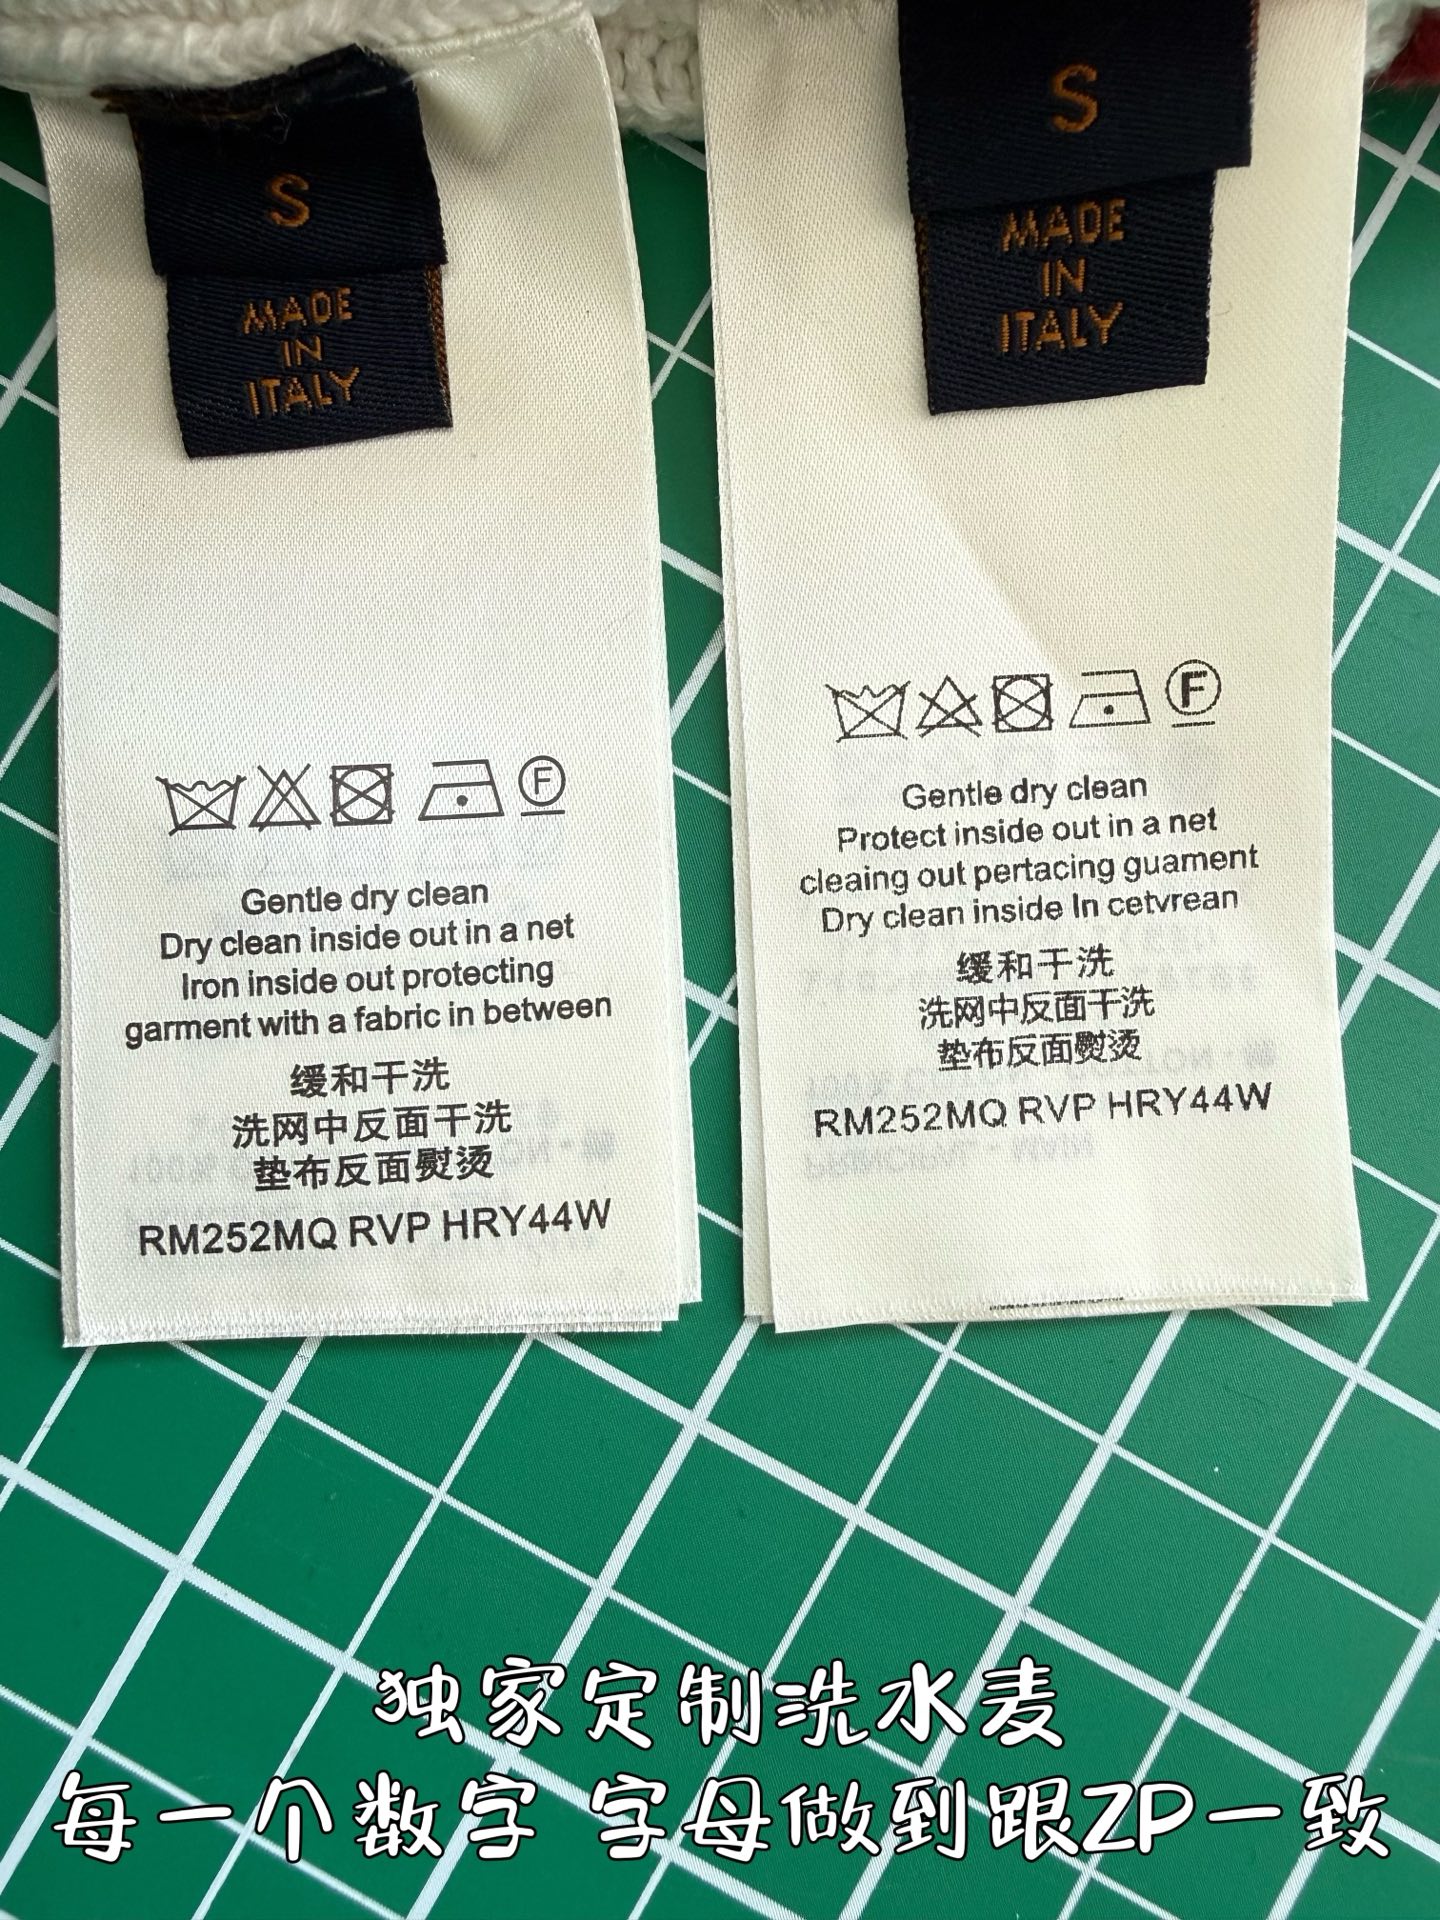 S
MADE
IN
ITALY
F
Gentle dry clean
Dry clean inside out in a net
Iron inside out protecting
garment with a fabric in between
缓和干洗
洗网中反面干洗
垫布反面熨烫
RM252MQ RVP HRY44W
S
MADE
IN
ITALY
F
Gentle dry clean
Protect inside out in a net
cleaing out pertacing guament
Dry clean inside In cetvrean
缓和干洗
洗网中反面干洗
垫布反面熨烫
RM252MQ RVP HRY44W
独家定制洗水麦
每一个数字 字母做到跟ZP一致